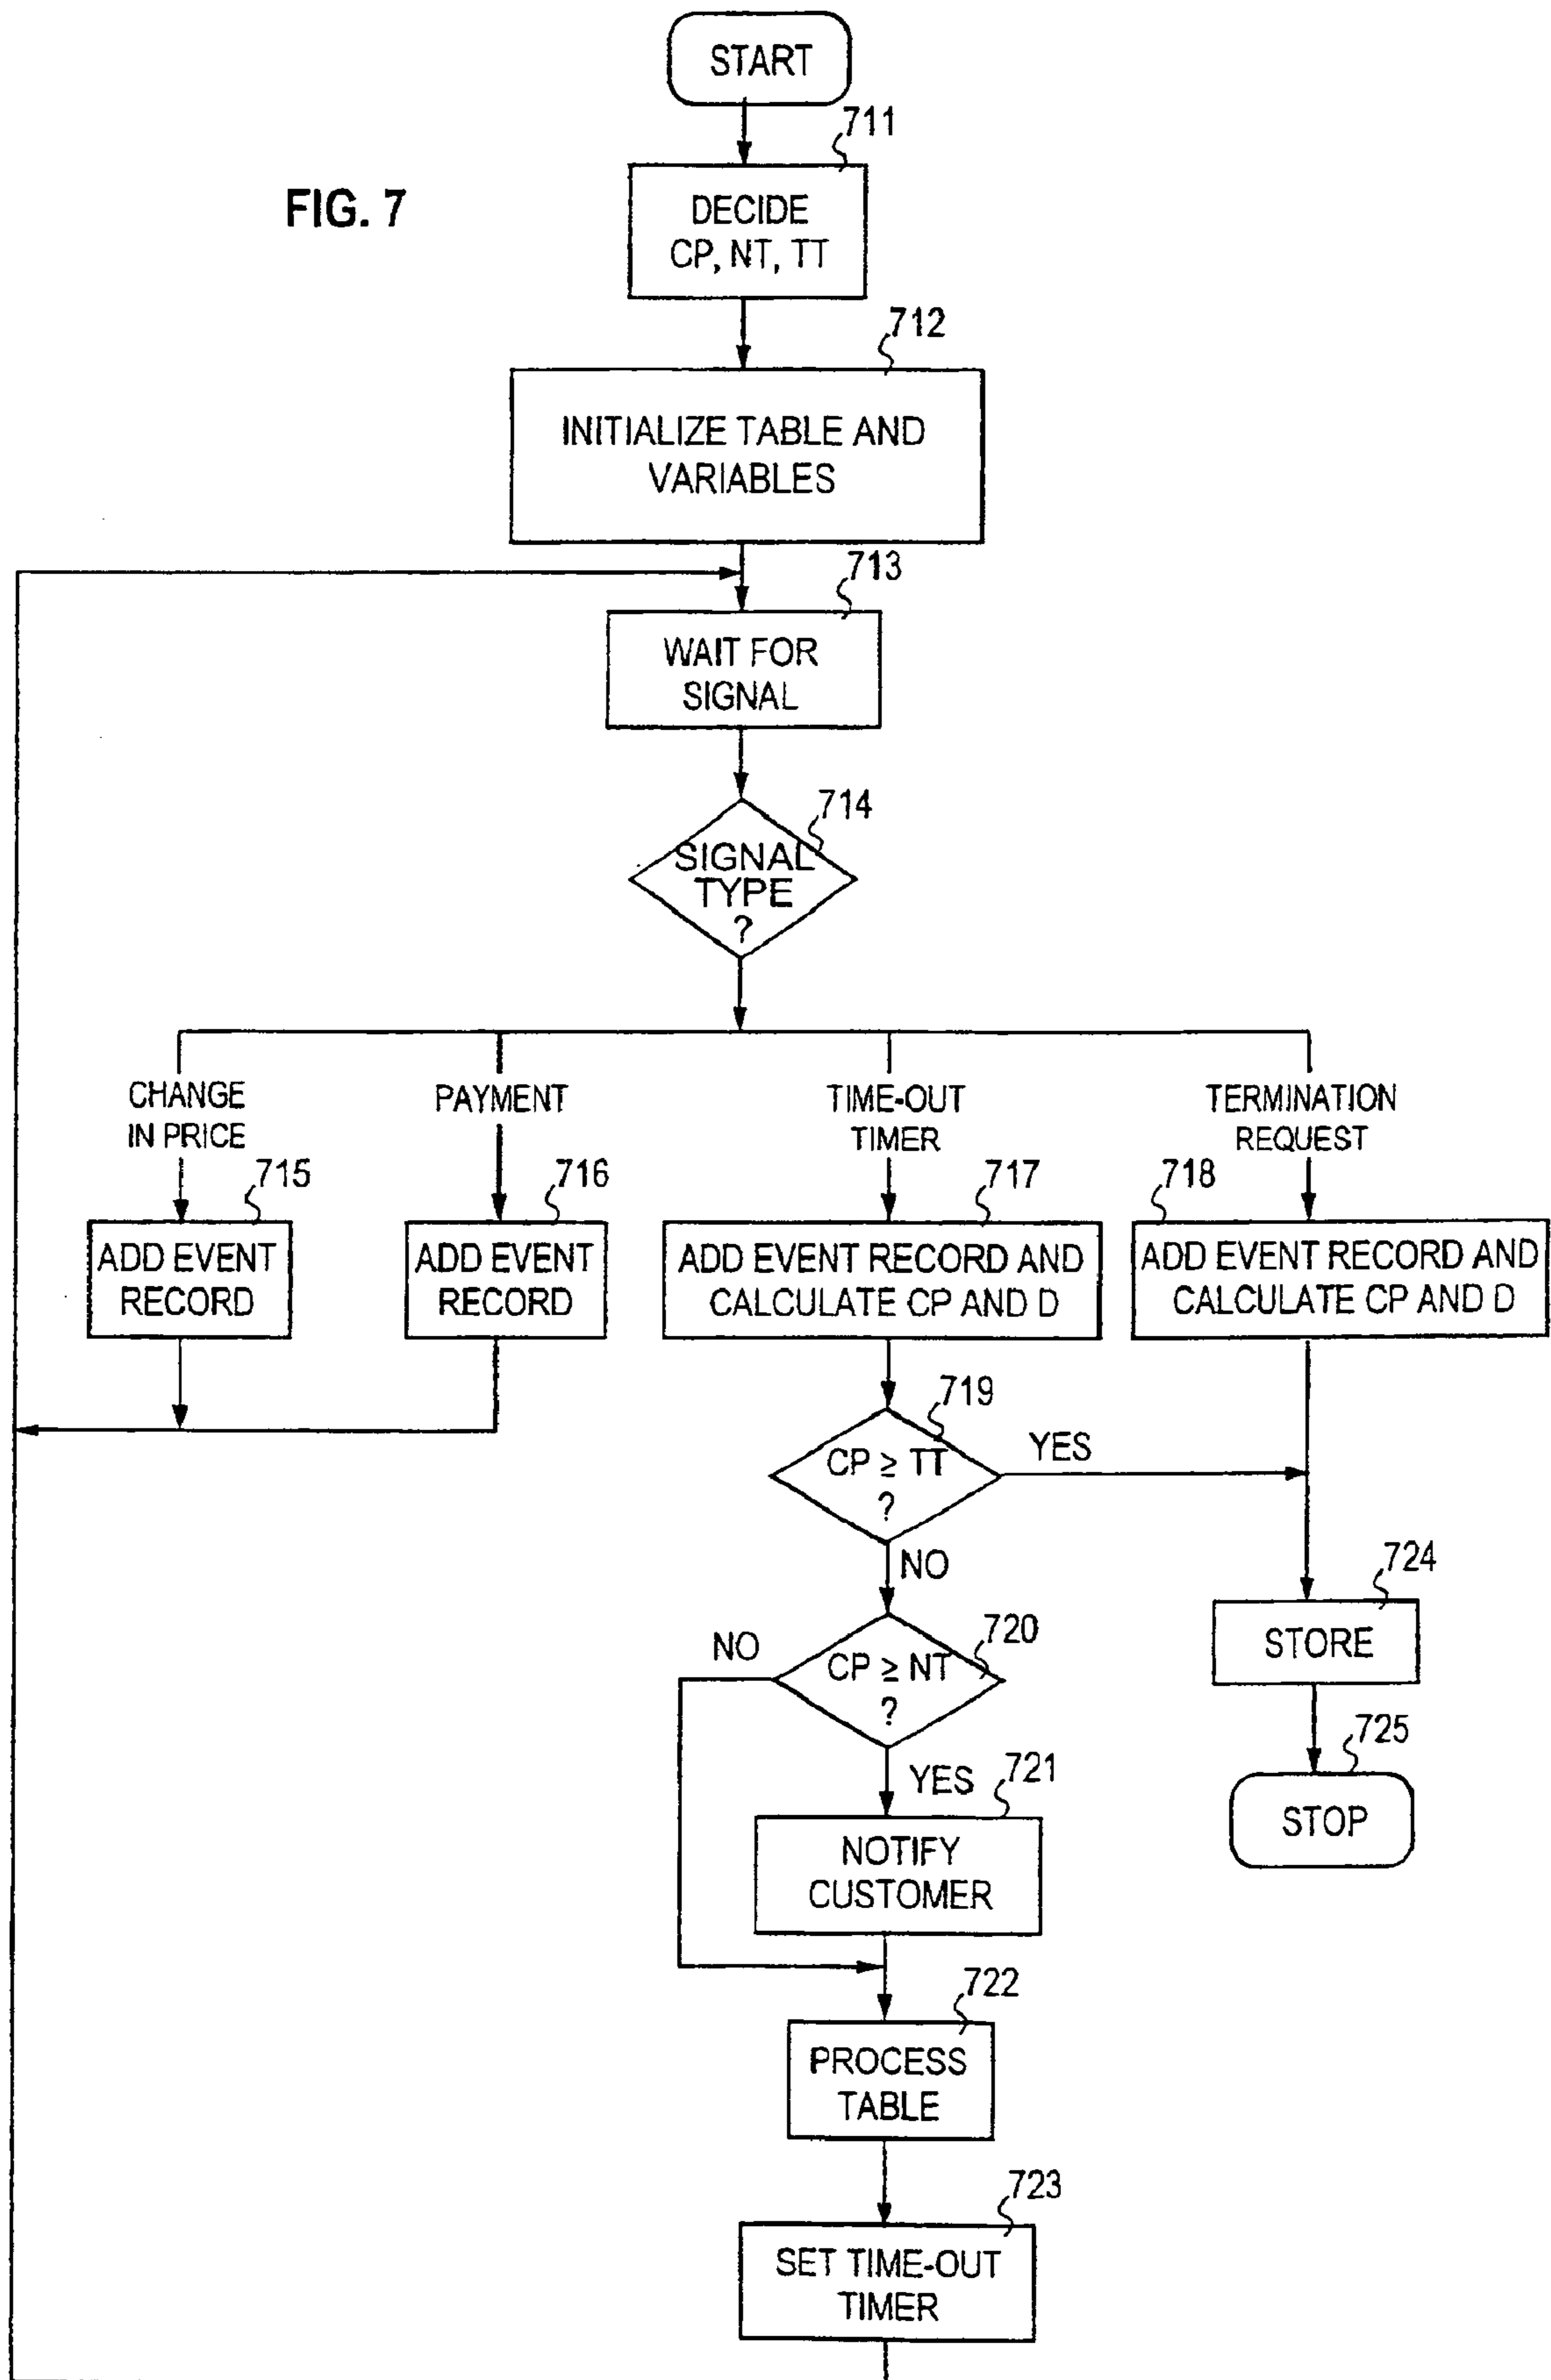 START
711
FIG. 7
DECIDE
CP, NT, TT
712
INITIALIZE TABLE AND
VARIABLES
713
WAIT FOR
SIGNAL
714
SIGNAL
TYPE
?
CHANGE
IN PRICE
PAYMENT
TIME-OUT
TIMER
TERMINATION
REQUEST
715
ADD EVENT
RECORD
716
ADD EVENT
RECORD
717
ADD EVENT RECORD AND
CALCULATE CP AND D
718
ADD EVENT RECORD AND
CALCULATE CP AND D
719
CP ≥ TT
?
YES
NO
720
CP ≥ NT
?
NO
YES
724
STORE
725
STOP
721
NOTIFY
CUSTOMER
722
PROCESS
TABLE
723
SET TIME-OUT
TIMER